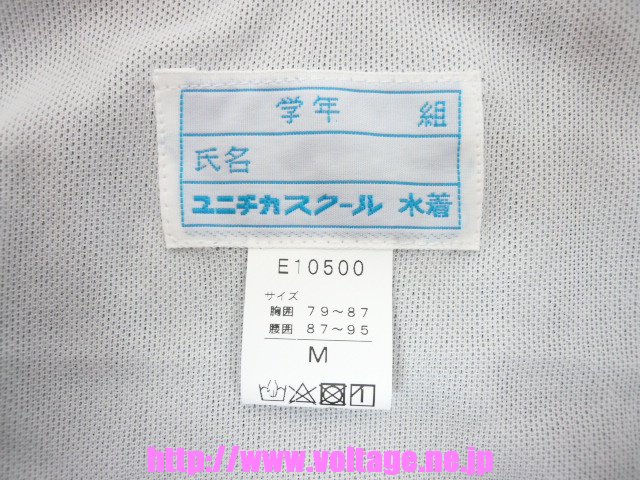 学年 組
氏名
ユニチカスクール 水着
E10500
サイズ
胸囲 79～87
腰囲 87～95
M
http://www.voltage.ne.jp